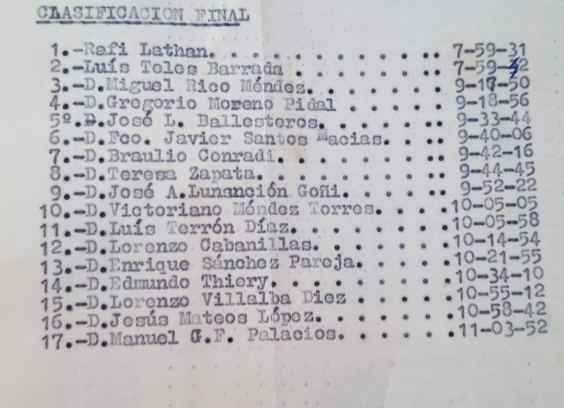 CLASIFICACION FINAL
1.-Rafi Lathan. . . . . . . . . . . .. 7-59-31
2.-Luís Teles Barrada . . . . . . . .. 7-59-
3.-D.Miguel Rico Méndez. . . . . . . .. 9-17-50
4.-D.Gregorio Moreno Pidal . . . . . .. 9-18-56
5º.D.José L. Ballesteros. . . . . . .. 9-33-44
6.-D.Fco. Javier Santos Macias. . . .. 9-40-06
7.-D.Braulio Conradi. . . . . . . . .. 9-42-16
8.-D.Teresa Zapata. . . . . . . . . .. 9-44-45
9.-D.José A.Lunanción Goñi. . . . . .. 9-52-22
10.-D.Victoriano Méndez Torres. . . . .10-05-05
11.-D.Luís Terrón Díaz. . . . . . . . .10-05-58
12.-D.Lorenzo Cabanillas. . . . . . . .10-14-54
13.-D.Enrique Sánchez Pareja. . . . . .10-21-55
14.-D.Edmundo Thiery. . . . . . . . . .10-34-10
15.-D.Lorenzo Villalba Diez . . . . . .10-55-12
16.-D.Jesús Mateos López. . . . . . . .10-58-42
17.-D.Manuel G.F. Palacios. . . . . . .11-03-52